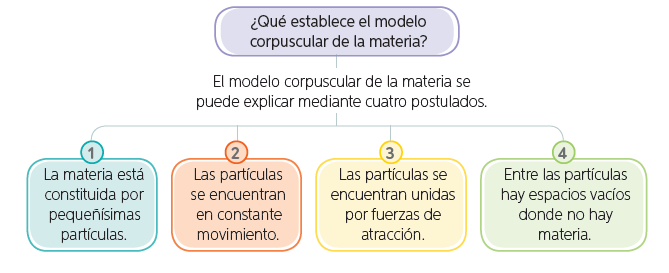 ¿Qué establece el modelo
corpuscular de la materia?
El modelo corpuscular de la materia se
puede explicar mediante cuatro postulados.
1
La materia está
constituida por
pequeñísimas
partículas.
2
Las partículas
se encuentran
en constante
movimiento.
3
Las partículas se
encuentran unidas
por fuerzas de
atracción.
4
Entre las partículas
hay espacios vacíos
donde no hay
materia.